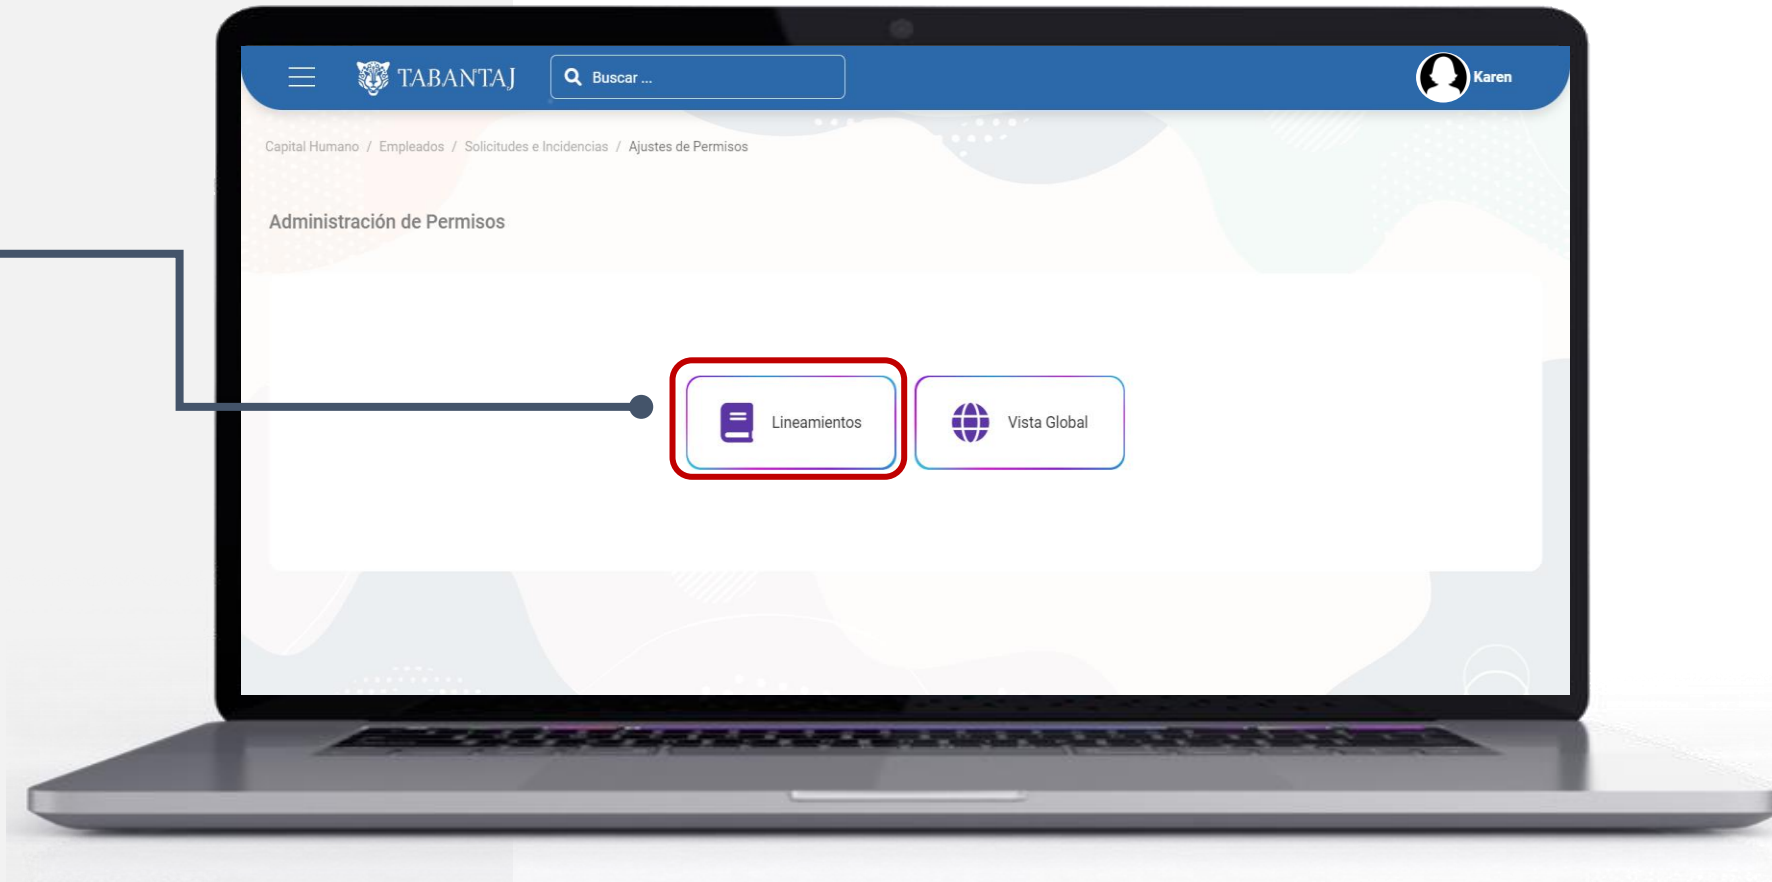 TABANTAJ
Buscar ...
Karen
Capital Humano / Empleados / Solicitudes e Incidencias / Ajustes de Permisos
Administración de Permisos
Lineamientos
Vista Global